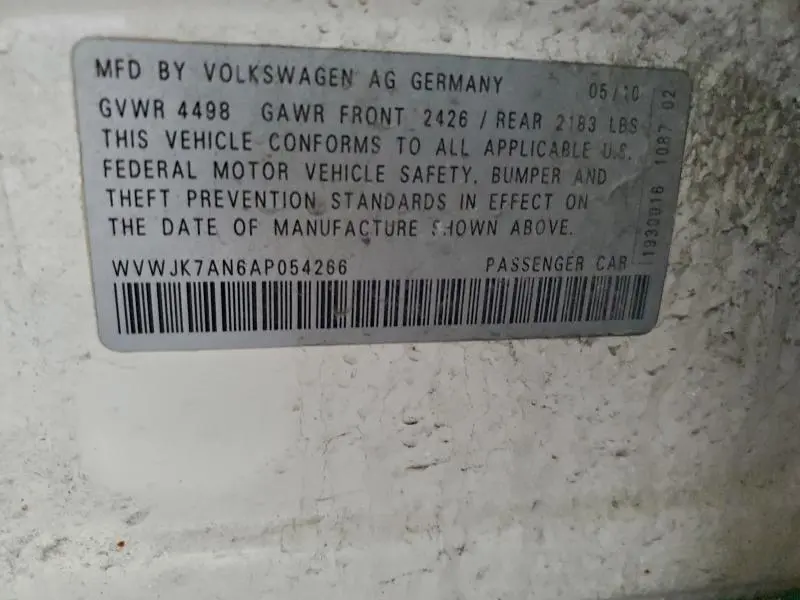 MFD BY VOLKSWAGEN AG GERMANY 05/10
GVWR 4498 GAWR FRONT 2426 / REAR 2183 LBS
THIS VEHICLE CONFORMS TO ALL APPLICABLE U.S.
FEDERAL MOTOR VEHICLE SAFETY, BUMPER AND
THEFT PREVENTION STANDARDS IN EFFECT ON
THE DATE OF MANUFACTURE SHOWN ABOVE.
WVWJK7AN6AP054266 PASSENGER CAR
1930016 1087 02